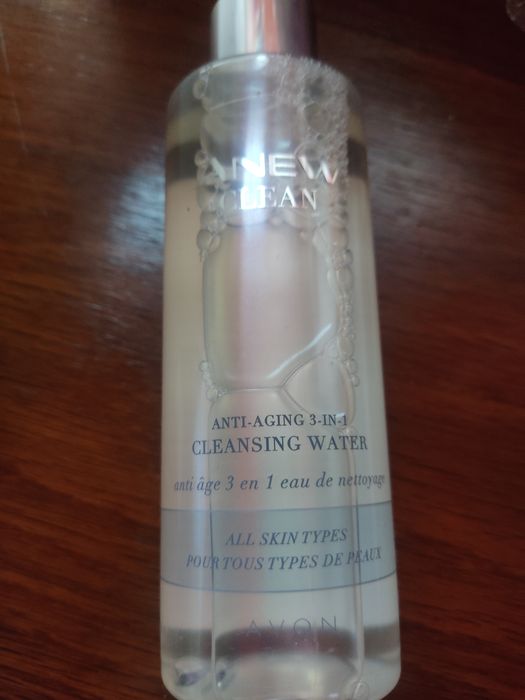 ANEW
CLEAN
ANTI-AGING 3-IN-1
CLEANSING WATER
anti âge 3 en 1 eau de nettoyage
ALL SKIN TYPES
POUR TOUS TYPES DE PEAUX
AVON